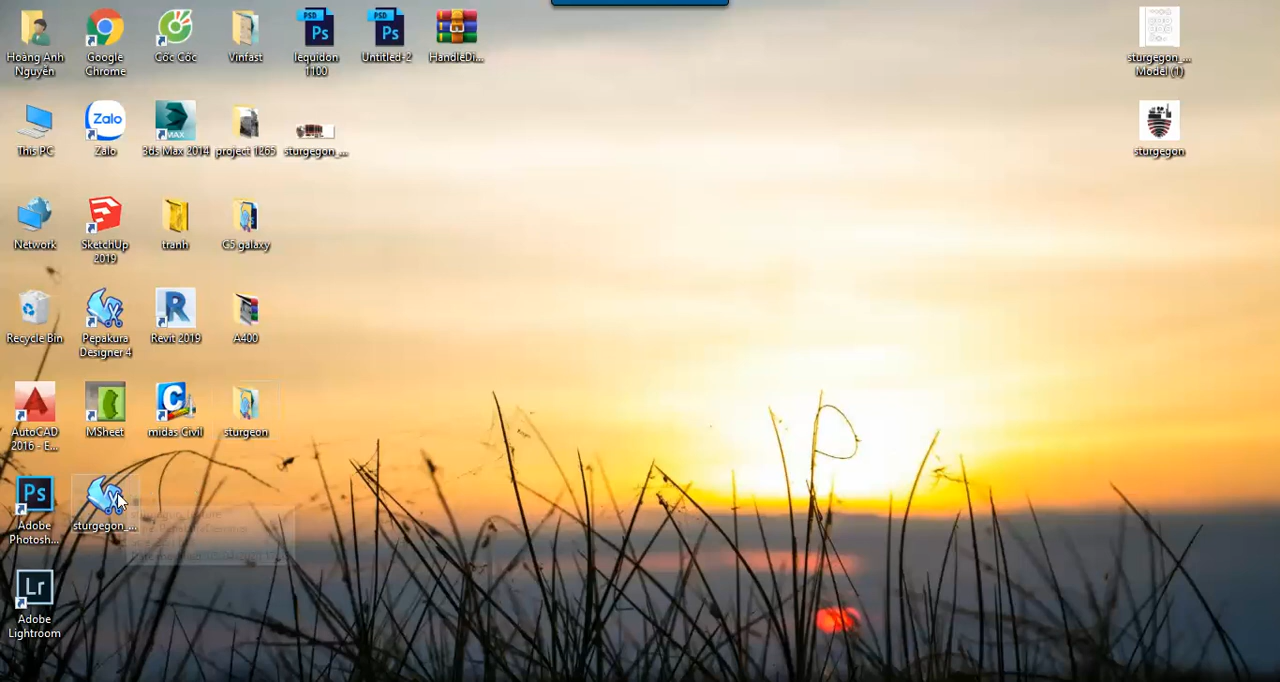 Hoàng Anh
Nguyễn
Google
Chrome
Cốc Cốc
Vinfast
PSD
Ps
lequidon
1100
PSD
Ps
Untitled-2
HandleDi...
sturgegon_...
Model (1)
This PC
Zalo
Zalo
MAX
3ds Max 2014
project 1265
sturgegon_...
sturgegon
Network
SketchUp
2019
tranh
C5 galaxy
Recycle Bin
Pepakura
Designer 4
R
Revit 2019
A400
AutoCAD
2016 - E...
MSheet
C
midas Civil
sturgeon
Ps
Adobe
Photosh...
sturgegon_...
Lr
Adobe
Lightroom